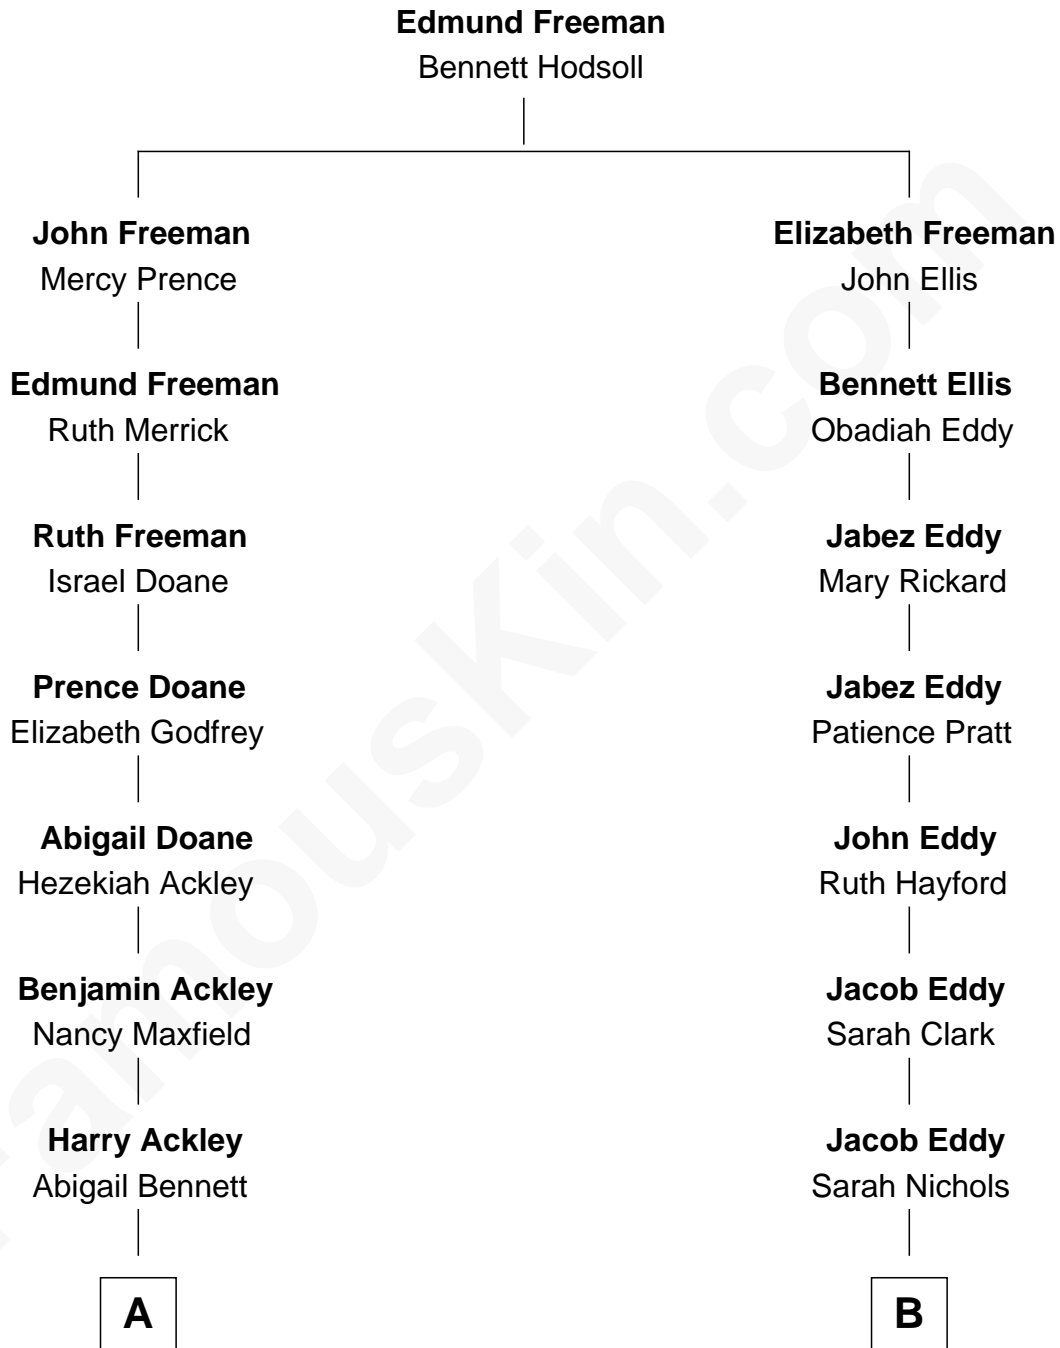 Edmund Freeman
Bennett Hodsoll
John Freeman
Mercy Prence
Edmund Freeman
Ruth Merrick
Ruth Freeman
Israel Doane
Prence Doane
Elizabeth Godfrey
Abigail Doane
Hezekiah Ackley
Benjamin Ackley
Nancy Maxfield
Harry Ackley
Abigail Bennett
A
Elizabeth Freeman
John Ellis
Bennett Ellis
Obadiah Eddy
Jabez Eddy
Mary Rickard
Jabez Eddy
Patience Pratt
John Eddy
Ruth Hayford
Jacob Eddy
Sarah Clark
Jacob Eddy
Sarah Nichols
B
FamousKin.com